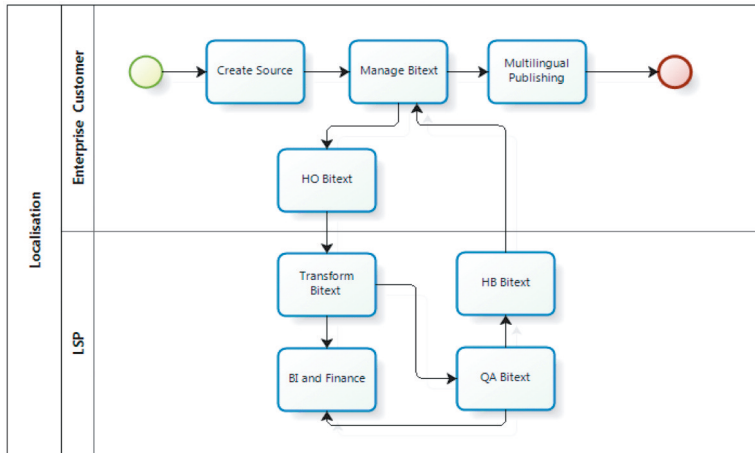 Localisation
Enterprise Customer
Create Source
Manage Bitext
Multilingual
Publishing
HO Bitext
LSP
Transform
Bitext
HB Bitext
BI and Finance
QA Bitext